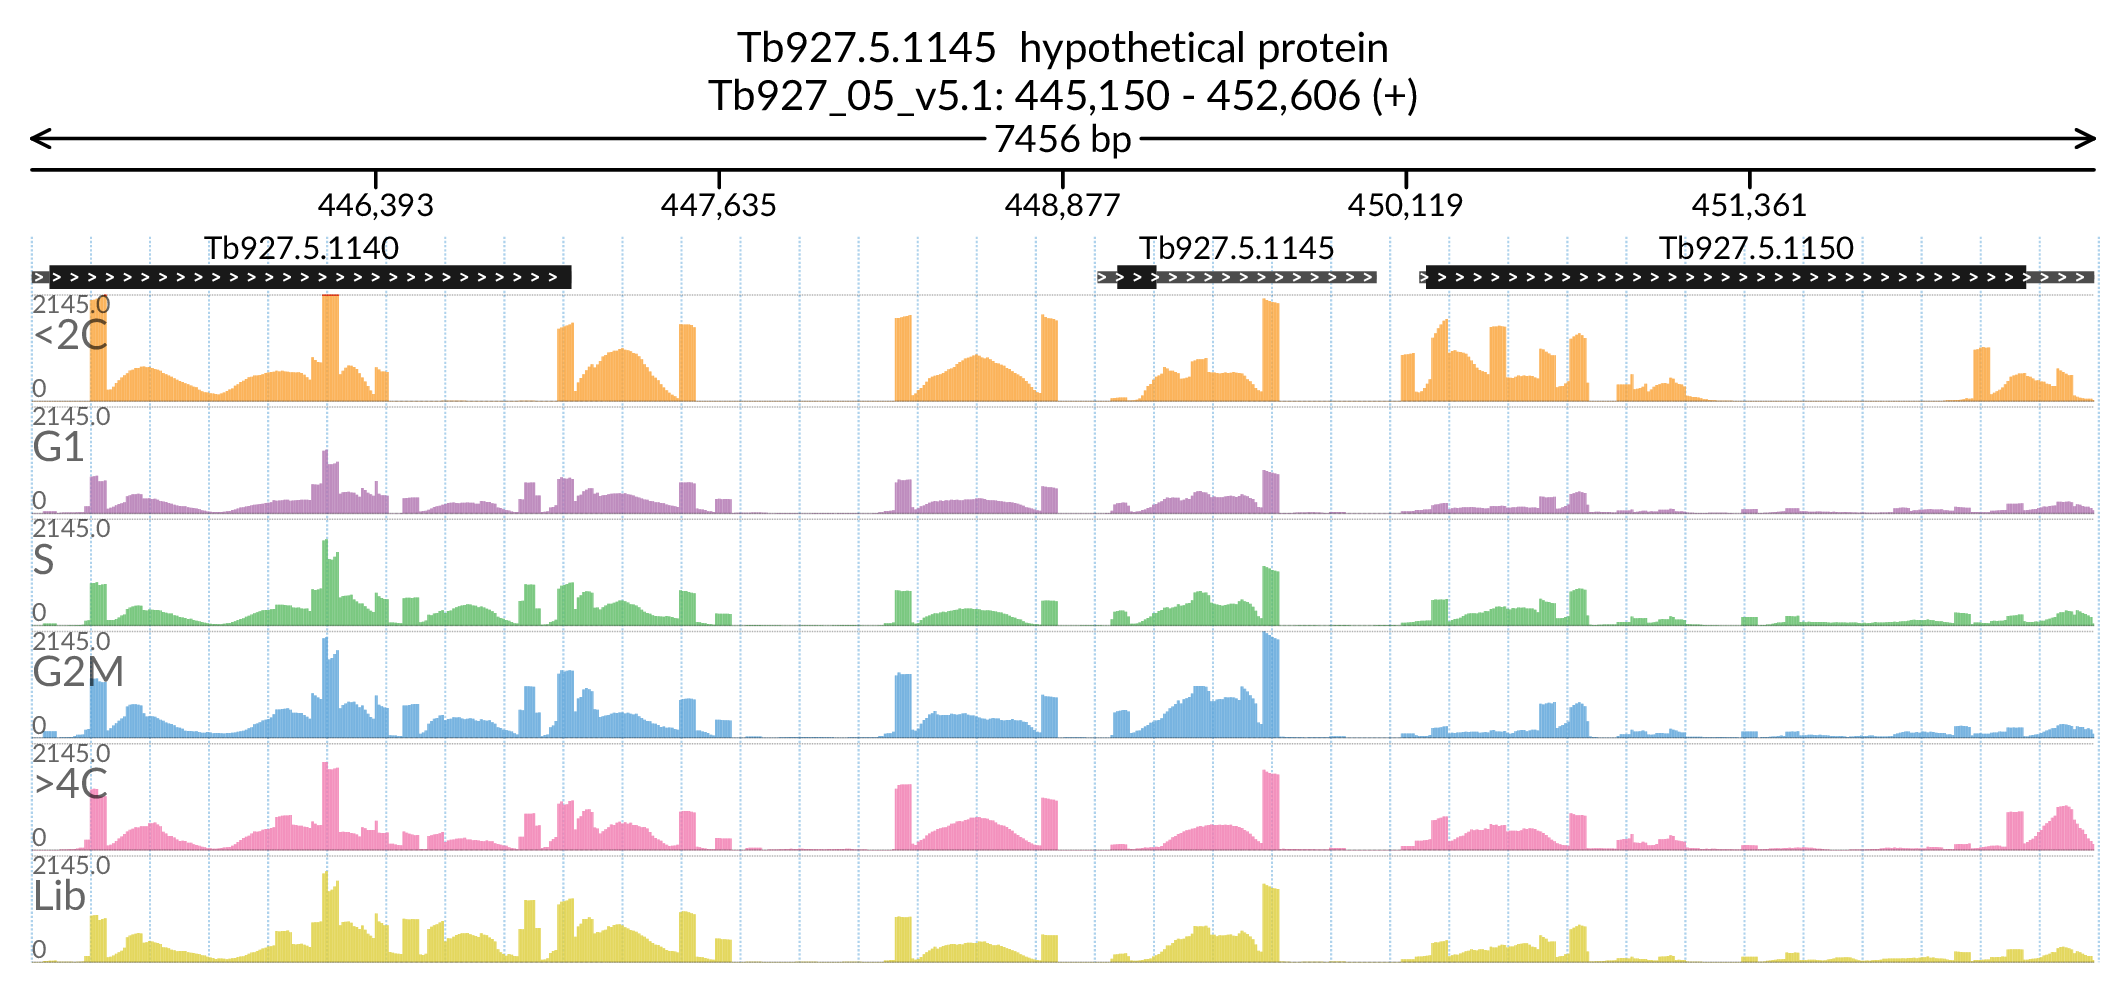 Tb927.5.1145 hypothetical protein
Tb927_05_v5.1: 445,150 - 452,606 (+)
7456 bp
446,393 447,635 448,877 450,119 451,361
Tb927.5.1140 Tb927.5.1145 Tb927.5.1150
2145.0
<2C
0
2145.0
G1
0
2145.0
S
0
2145.0
G2M
0
2145.0
>4C
0
2145.0
Lib
0